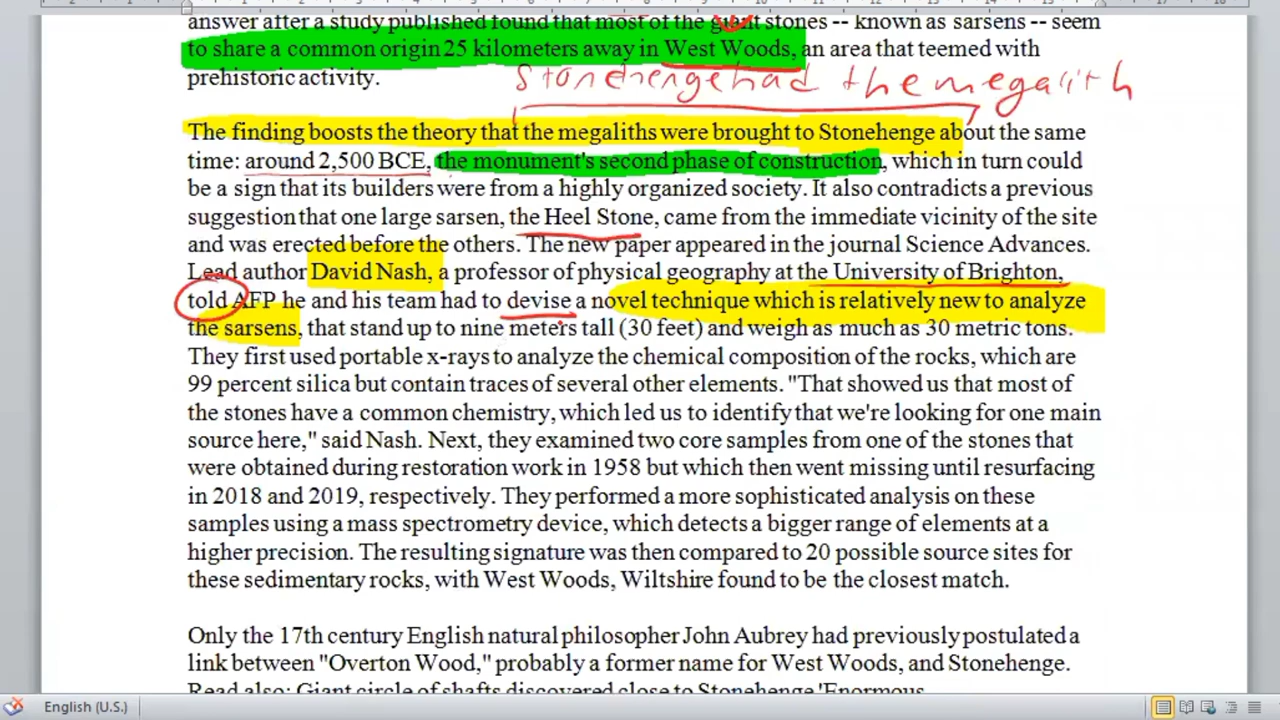 answer after a study published found that most of the giant stones -- known as sarsens -- seem
to share a common origin 25 kilometers away in West Woods, an area that teemed with
prehistoric activity.
Stonehenge had the megalith
The finding boosts the theory that the megaliths were brought to Stonehenge about the same
time: around 2,500 BCE, the monument's second phase of construction, which in turn could
be a sign that its builders were from a highly organized society. It also contradicts a previous
suggestion that one large sarsen, the Heel Stone, came from the immediate vicinity of the site
and was erected before the others. The new paper appeared in the journal Science Advances.
Lead author David Nash, a professor of physical geography at the University of Brighton,
told AFP he and his team had to devise a novel technique which is relatively new to analyze
the sarsens, that stand up to nine meters tall (30 feet) and weigh as much as 30 metric tons.
They first used portable x-rays to analyze the chemical composition of the rocks, which are
99 percent silica but contain traces of several other elements. "That showed us that most of
the stones have a common chemistry, which led us to identify that we're looking for one main
source here," said Nash. Next, they examined two core samples from one of the stones that
were obtained during restoration work in 1958 but which then went missing until resurfacing
in 2018 and 2019, respectively. They performed a more sophisticated analysis on these
samples using a mass spectrometry device, which detects a bigger range of elements at a
higher precision. The resulting signature was then compared to 20 possible source sites for
these sedimentary rocks, with West Woods, Wiltshire found to be the closest match.
Only the 17th century English natural philosopher John Aubrey had previously postulated a
link between "Overton Wood," probably a former name for West Woods, and Stonehenge.
Read also: Giant circle of shafts discovered close to Stonehenge 'Enormous
English (U.S.)